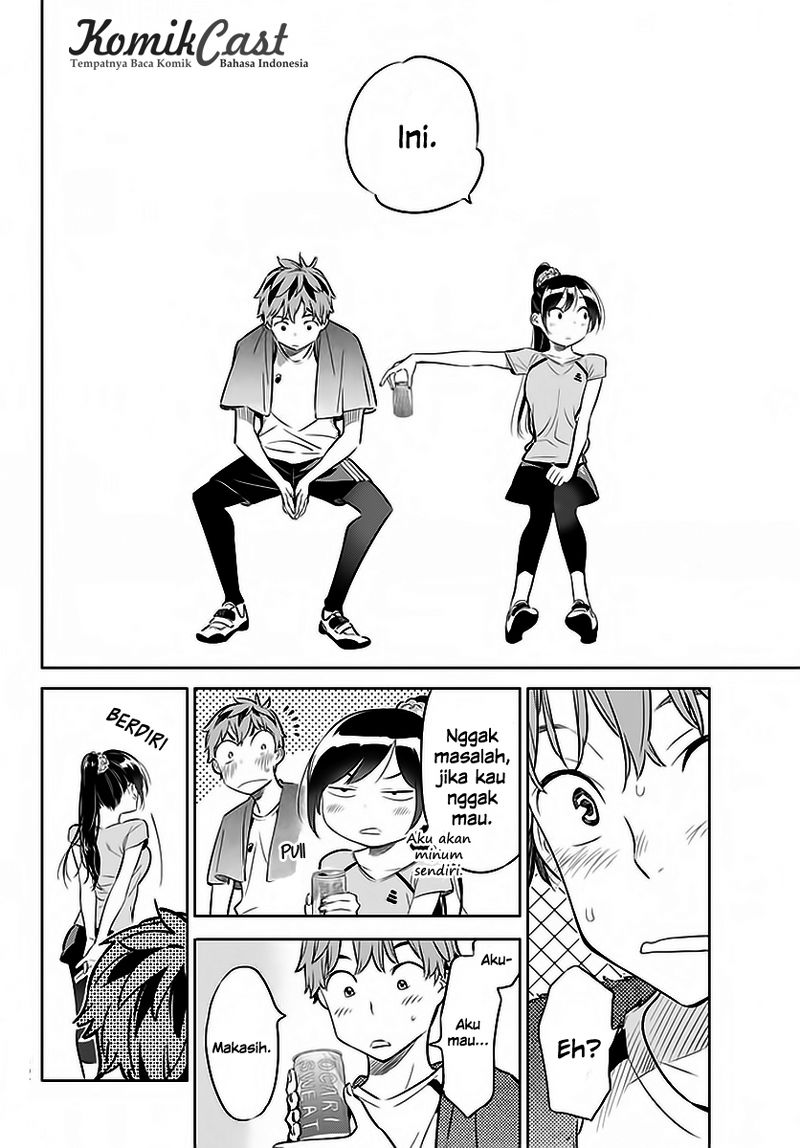 KomikCast
Tempatnya Baca Komik Bahasa Indonesia
Ini.
Eh?
Nggak
masalah,
jika kau
nggak
mau.
Aku akan
minum
sendiri.
Pull
BERDIRI
Aku-
Aku
mau...
Makasih.
OCARI
SWEAT